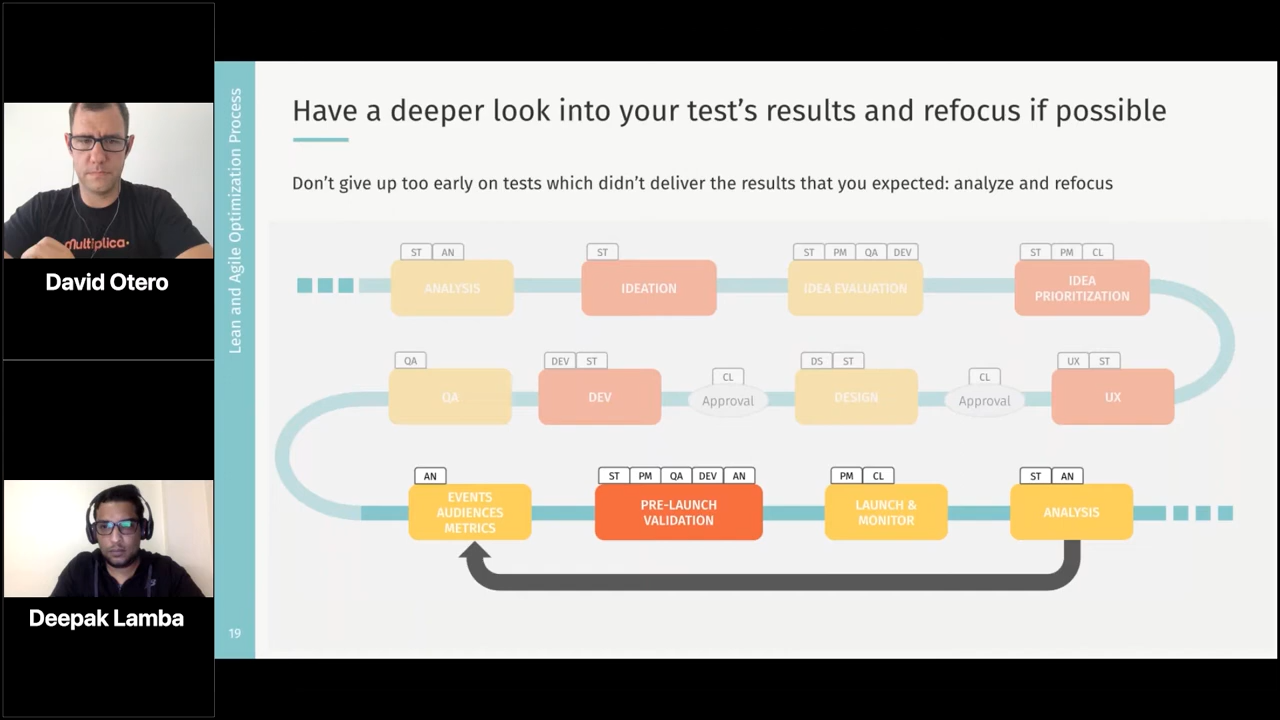 multiplica.
David Otero
Deepak Lamba
Lean and Agile Optimization Process
19
Have a deeper look into your test's results and refocus if possible
Don't give up too early on tests which didn't deliver the results that you expected: analyze and refocus
ST AN
ANALYSIS
ST
IDEATION
ST PM QA DEV
IDEA EVALUATION
ST PM CL
IDEA
PRIORITIZATION
QA
QA
DEV ST
DEV
CL
Approval
DS ST
DESIGN
CL
Approval
UX ST
UX
AN
EVENTS
AUDIENCES
METRICS
ST PM QA DEV AN
PRE-LAUNCH
VALIDATION
PM CL
LAUNCH &
MONITOR
ST AN
ANALYSIS